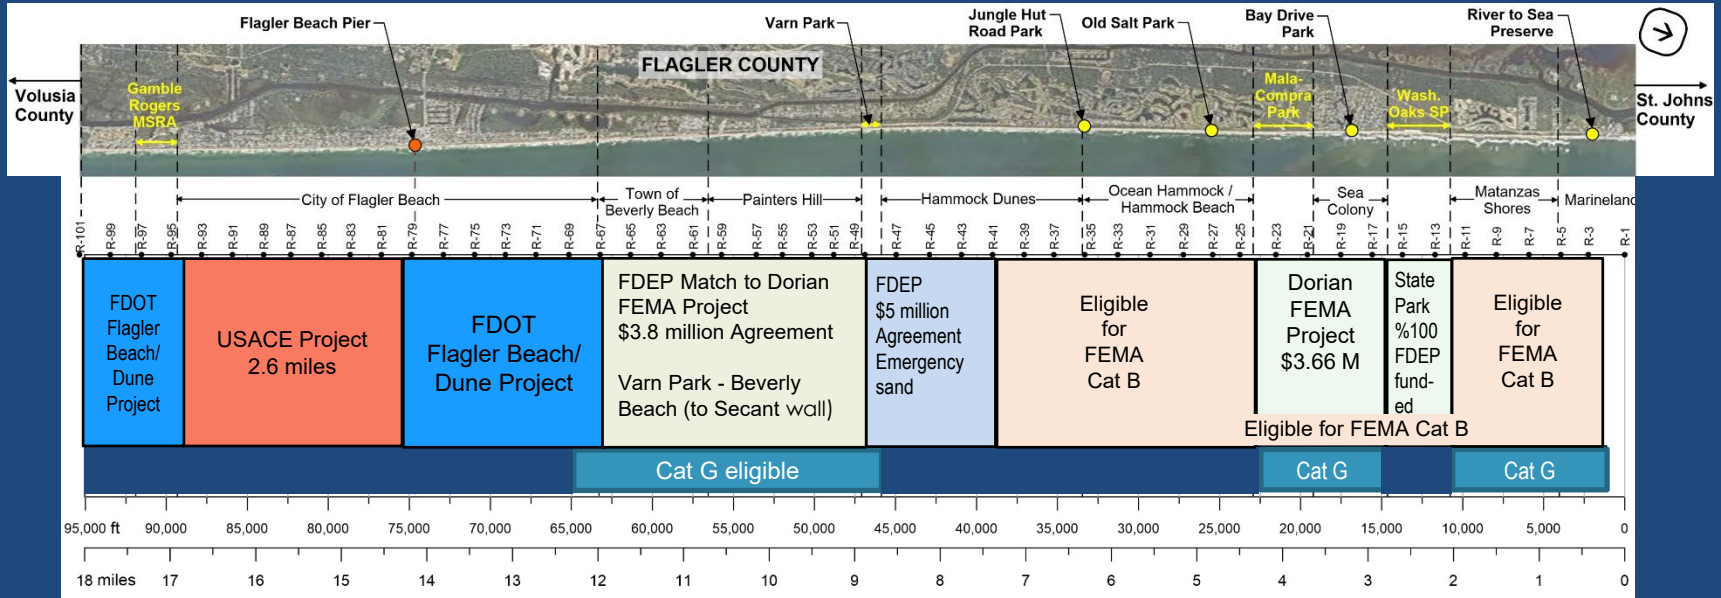 Flagler Beach Pier
Varn Park
Jungle Hut
Road Park
Old Salt Park
Bay Drive
Park
River to Sea
Preserve
FLAGLER COUNTY
Volusia
County
Gamble
Rogers
MSRA
Mala-
Compra
Park
Wash.
Oaks SP
St. Johns
County
City of Flagler Beach
Town of
Beverly Beach
Painters Hill
Hammock Dunes
Ocean Hammock /
Hammock Beach
Sea
Colony
Matanzas
Shores
Marineland
R-101
R-99
R-97
R-95
R-93
R-91
R-89
R-87
R-85
R-83
R-81
R-79
R-77
R-75
R-73
R-71
R-69
R-67
R-65
R-63
R-61
R-59
R-57
R-55
R-53
R-51
R-49
R-47
R-45
R-43
R-41
R-39
R-37
R-35
R-33
R-31
R-29
R-27
R-25
R-23
R-21
R-19
R-17
R-15
R-13
R-11
R-9
R-7
R-5
R-3
R-1
FDOT
Flagler
Beach/
Dune
Project
USACE Project
2.6 miles
FDOT
Flagler Beach/
Dune Project
FDEP Match to Dorian
FEMA Project
$3.8 million Agreement
Varn Park - Beverly
Beach (to Secant wall)
FDEP
$5 million
Agreement
Emergency
sand
Eligible
for
FEMA
Cat B
Dorian
FEMA
Project
$3.66 M
State
Park
%100
FDEP
fund-
ed
Eligible
for
FEMA
Cat B
Eligible for FEMA Cat B
Cat G eligible
Cat G
Cat G
95,000 ft
90,000
85,000
80,000
75,000
70,000
65,000
60,000
55,000
50,000
45,000
40,000
35,000
30,000
25,000
20,000
15,000
10,000
5,000
0
18 miles
17
16
15
14
13
12
11
10
9
8
7
6
5
4
3
2
1
0